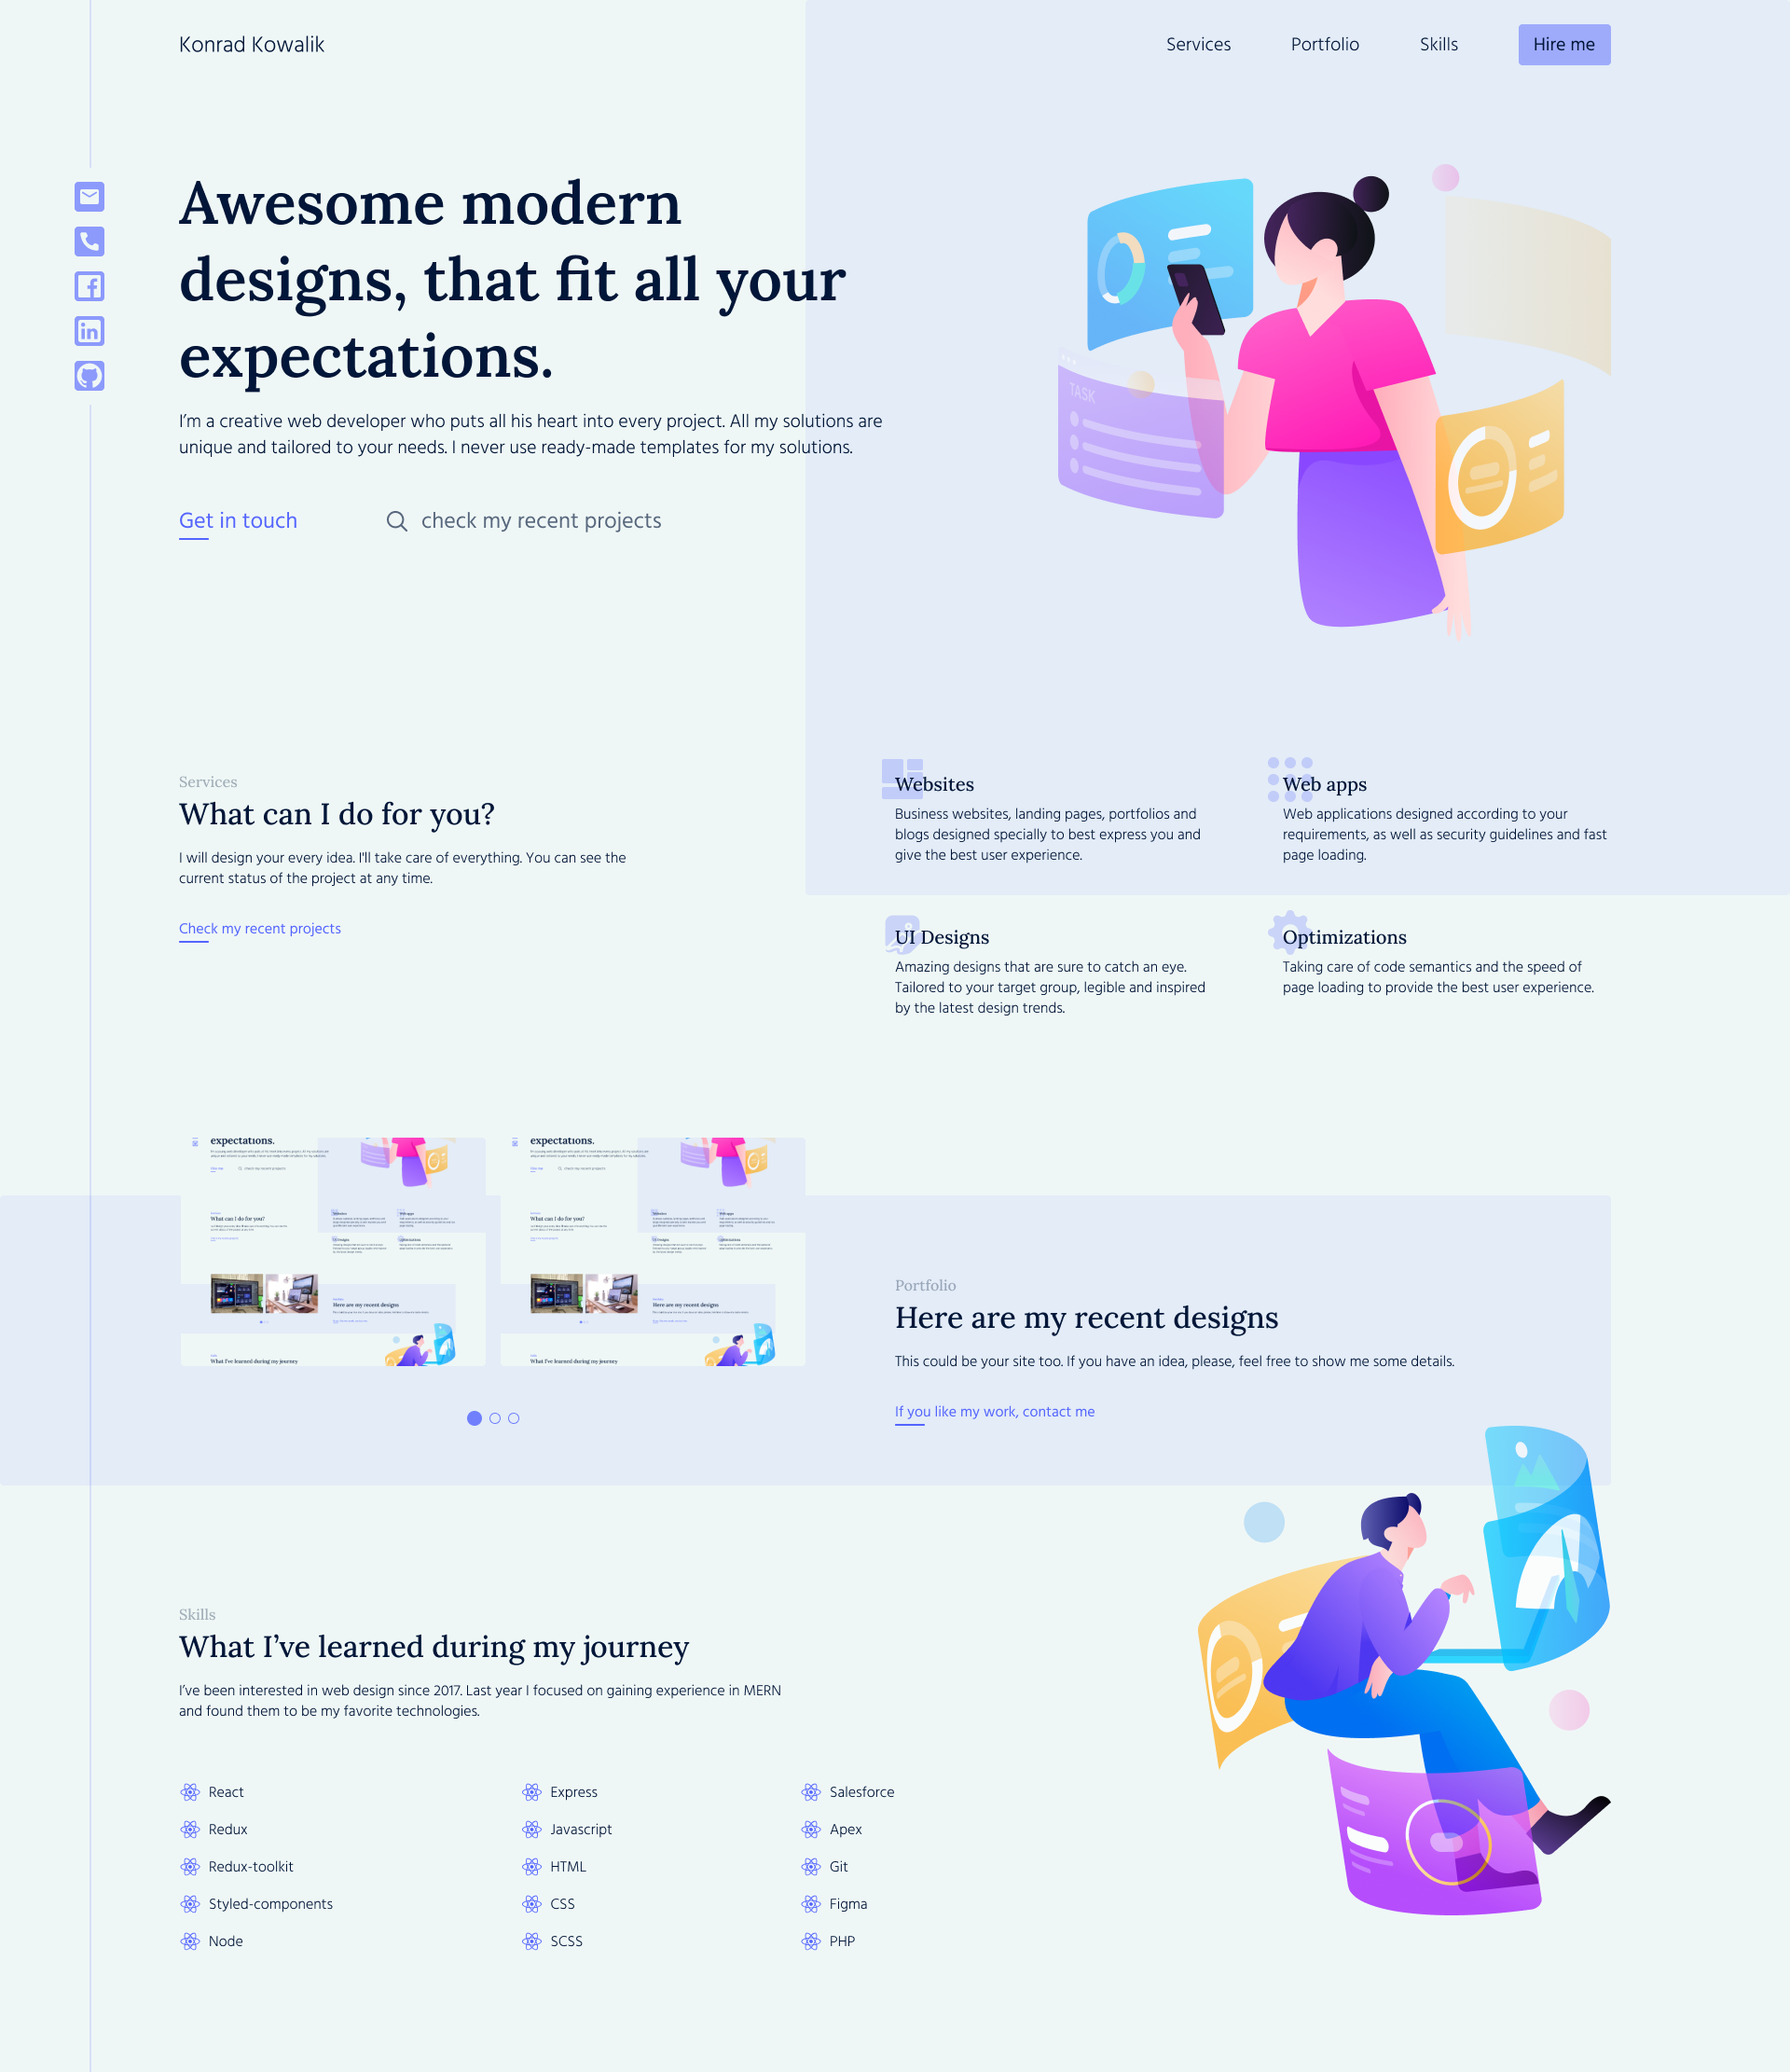 Konrad Kowalik
Services
Portfolio
Skills
Hire me
Awesome modern
designs, that fit all your
expectations.
I’m a creative web developer who puts all his heart into every project. All my solutions are
unique and tailored to your needs. I never use ready-made templates for my solutions.
Get in touch
check my recent projects
TASK
Services
What can I do for you?
I will design your every idea. I'll take care of everything. You can see the
current status of the project at any time.
Check my recent projects
Websites
Business websites, landing pages, portfolios and
blogs designed specially to best express you and
give the best user experience.
Web apps
Web applications designed according to your
requirements, as well as security guidelines and fast
page loading.
UI Designs
Amazing designs that are sure to catch an eye.
Tailored to your target group, legible and inspired
by the latest design trends.
Optimizations
Taking care of code semantics and the speed of
page loading to provide the best user experience.
expectations.
check my recent projects
What can I do for you?
Web apps
Here are my recent designs
What I've learned during my journey
expectations.
check my recent projects
What can I do for you?
Web apps
Here are my recent designs
What I've learned during my journey
Portfolio
Here are my recent designs
This could be your site too. If you have an idea, please, feel free to show me some details.
If you like my work, contact me
Skills
What I’ve learned during my journey
I’ve been interested in web design since 2017. Last year I focused on gaining experience in MERN
and found them to be my favorite technologies.
React
Redux
Redux-toolkit
Styled-components
Node
Express
Javascript
HTML
CSS
SCSS
Salesforce
Apex
Git
Figma
PHP